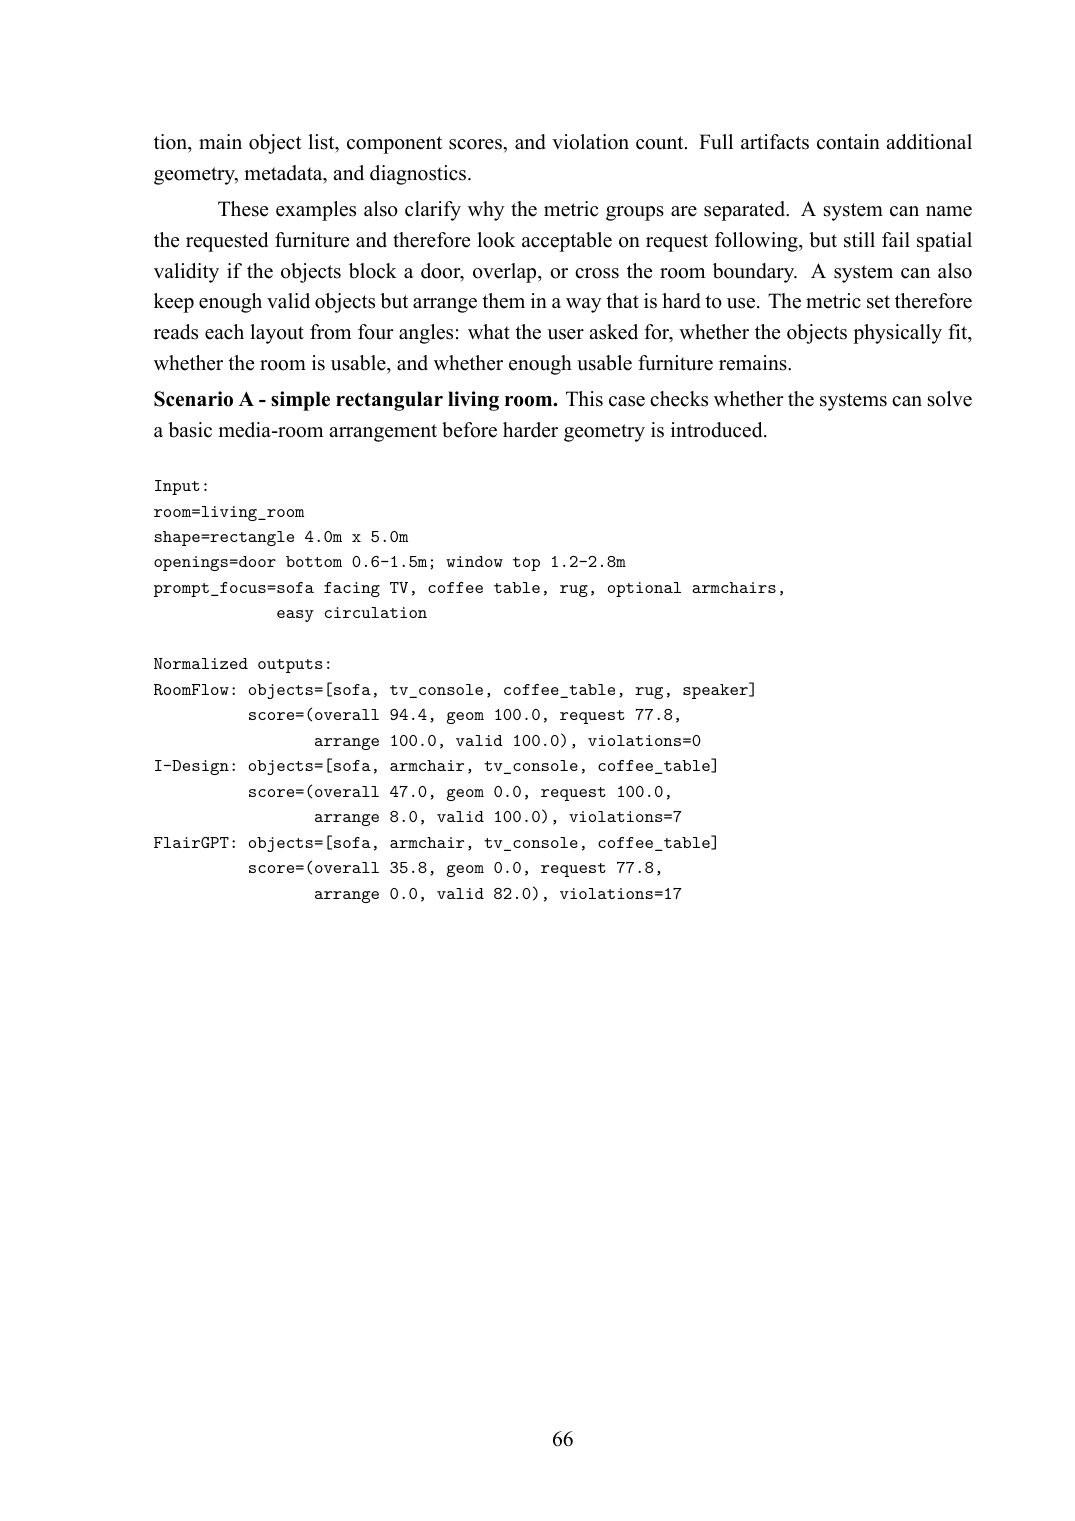 tion, main object list, component scores, and violation count. Full artifacts contain additional
geometry, metadata, and diagnostics.
These examples also clarify why the metric groups are separated. A system can name
the requested furniture and therefore look acceptable on request following, but still fail spatial
validity if the objects block a door, overlap, or cross the room boundary. A system can also
keep enough valid objects but arrange them in a way that is hard to use. The metric set therefore
reads each layout from four angles: what the user asked for, whether the objects physically fit,
whether the room is usable, and whether enough usable furniture remains.
Scenario A - simple rectangular living room. This case checks whether the systems can solve
a basic media-room arrangement before harder geometry is introduced.
Input:
room=living_room
shape=rectangle 4.0m x 5.0m
openings=door bottom 0.6-1.5m; window top 1.2-2.8m
prompt_focus=sofa facing TV, coffee table, rug, optional armchairs,
easy circulation
Normalized outputs:
RoomFlow: objects=[sofa, tv_console, coffee_table, rug, speaker]
score=(overall 94.4, geom 100.0, request 77.8,
arrange 100.0, valid 100.0), violations=0
I-Design: objects=[sofa, armchair, tv_console, coffee_table]
score=(overall 47.0, geom 0.0, request 100.0,
arrange 8.0, valid 100.0), violations=7
FlairGPT: objects=[sofa, armchair, tv_console, coffee_table]
score=(overall 35.8, geom 0.0, request 77.8,
arrange 0.0, valid 82.0), violations=17
66